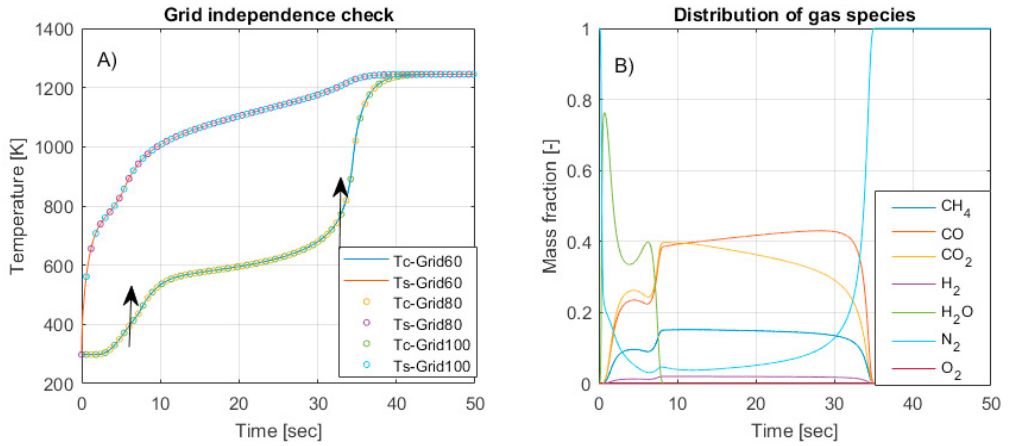 Grid independence check
A)
Temperature [K]
1400
1200
1000
800
600
400
200
0
10
20
30
40
50
Time [sec]
Tc-Grid60
Ts-Grid60
Tc-Grid80
Ts-Grid80
Tc-Grid100
Ts-Grid100
Distribution of gas species
B)
Mass fraction [-]
1
0.8
0.6
0.4
0.2
0
0
10
20
30
40
50
Time [sec]
CH4
CO
CO2
H2
H2O
N2
O2